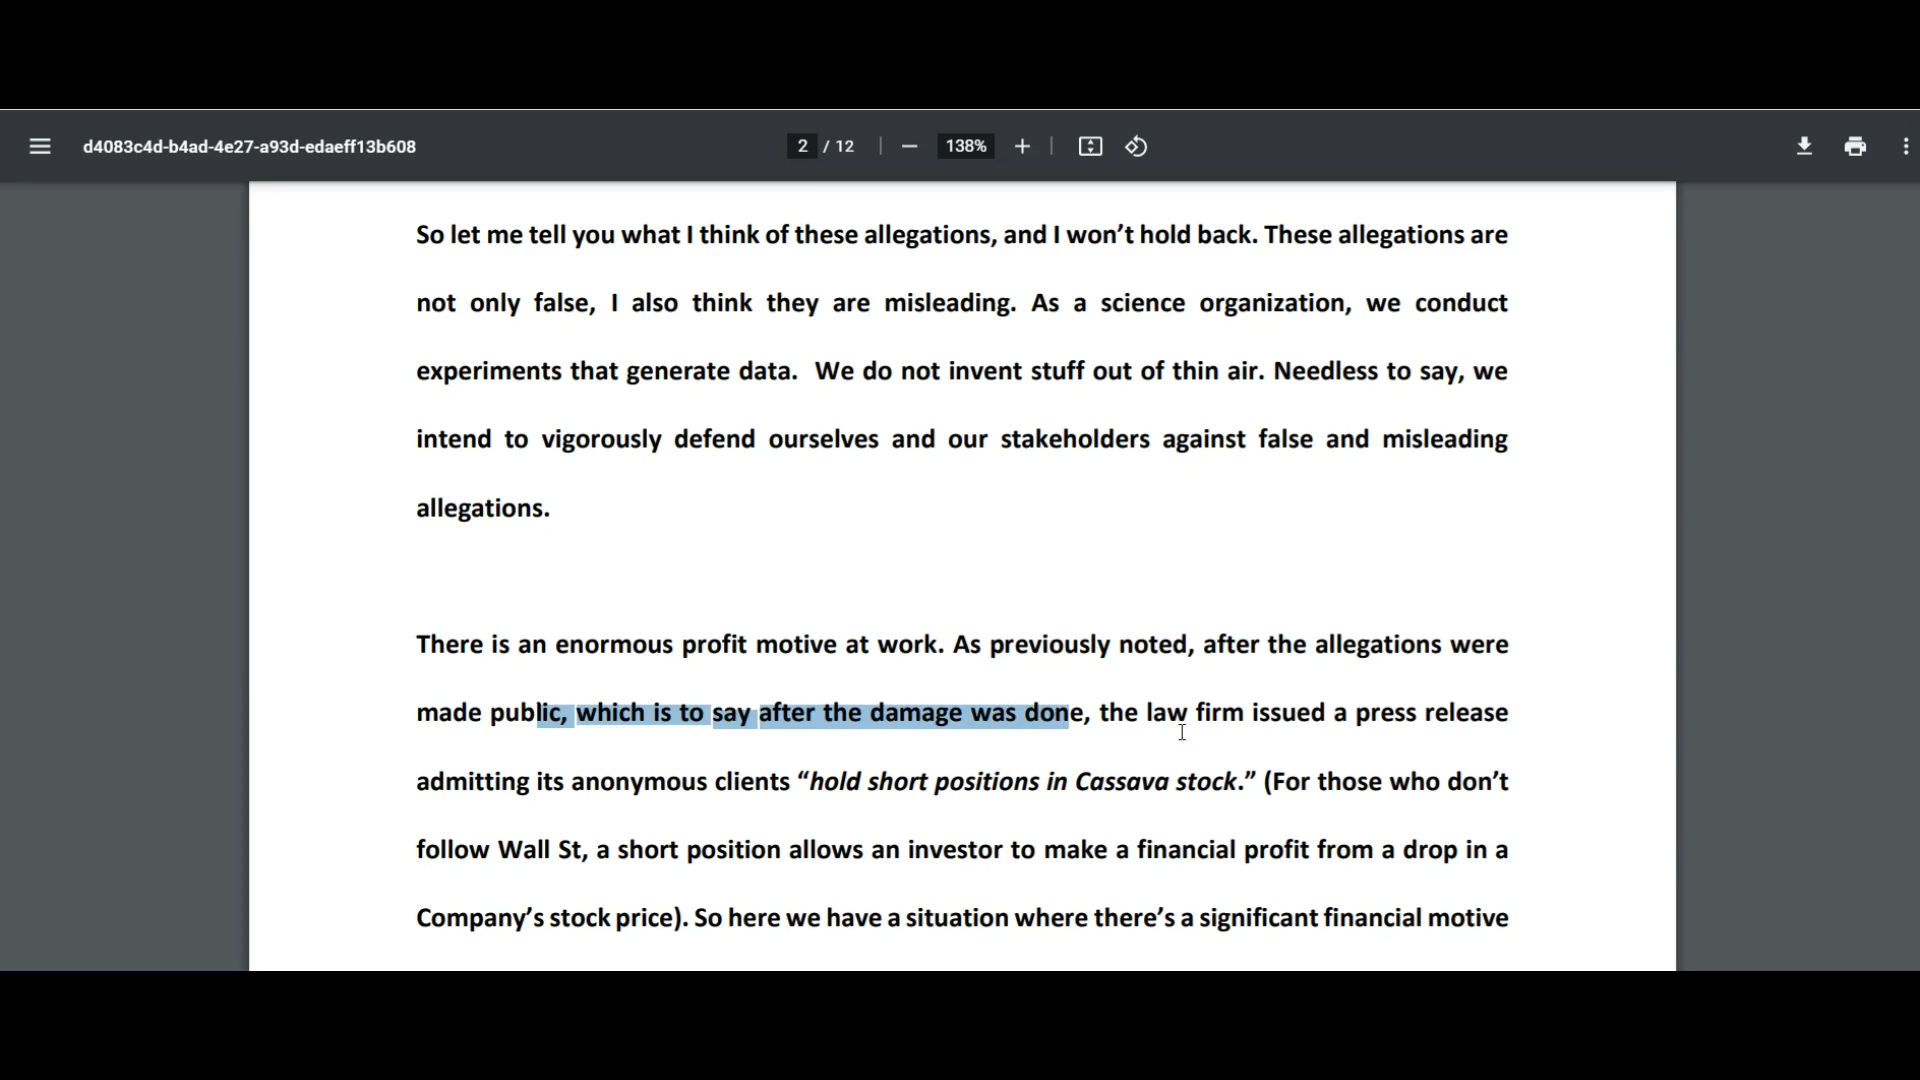 d4083c4d-b4ad-4e27-a93d-edaeff13b608 2 / 12 138%
So let me tell you what I think of these allegations, and I won’t hold back. These allegations are
not only false, I also think they are misleading. As a science organization, we conduct
experiments that generate data.  We do not invent stuff out of thin air. Needless to say, we
intend to vigorously defend ourselves and our stakeholders against false and misleading
allegations.
There is an enormous profit motive at work. As previously noted, after the allegations were
made public, which is to say after the damage was done, the law firm issued a press release
admitting its anonymous clients “hold short positions in Cassava stock.” (For those who don’t
follow Wall St, a short position allows an investor to make a financial profit from a drop in a
Company’s stock price). So here we have a situation where there’s a significant financial motive